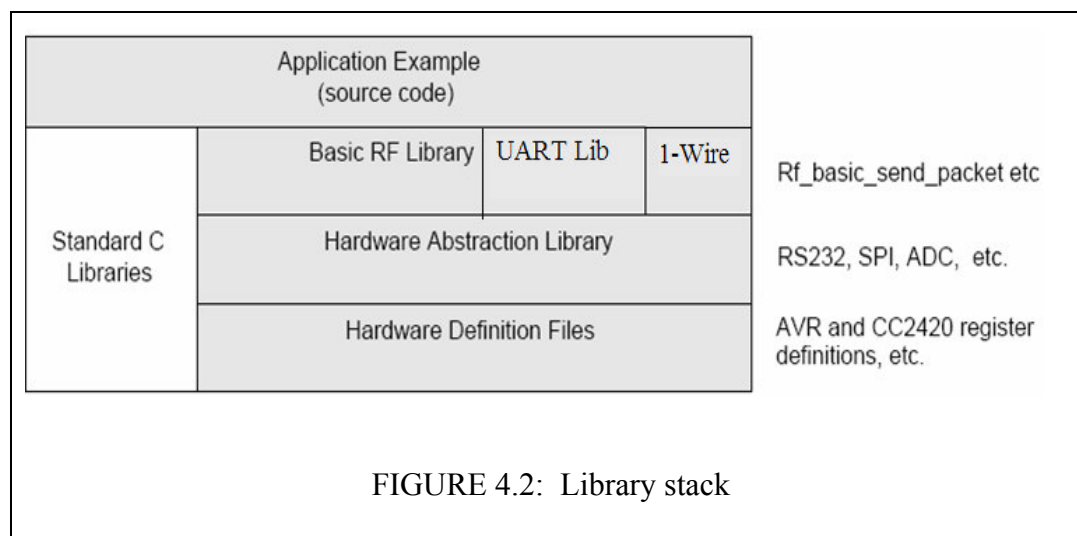 Application Example
(source code)
Basic RF Library
UART Lib
1-Wire
Rf_basic_send_packet etc
Standard C
Libraries
Hardware Abstraction Library
RS232, SPI, ADC, etc.
Hardware Definition Files
AVR and CC2420 register
definitions, etc.
FIGURE 4.2: Library stack